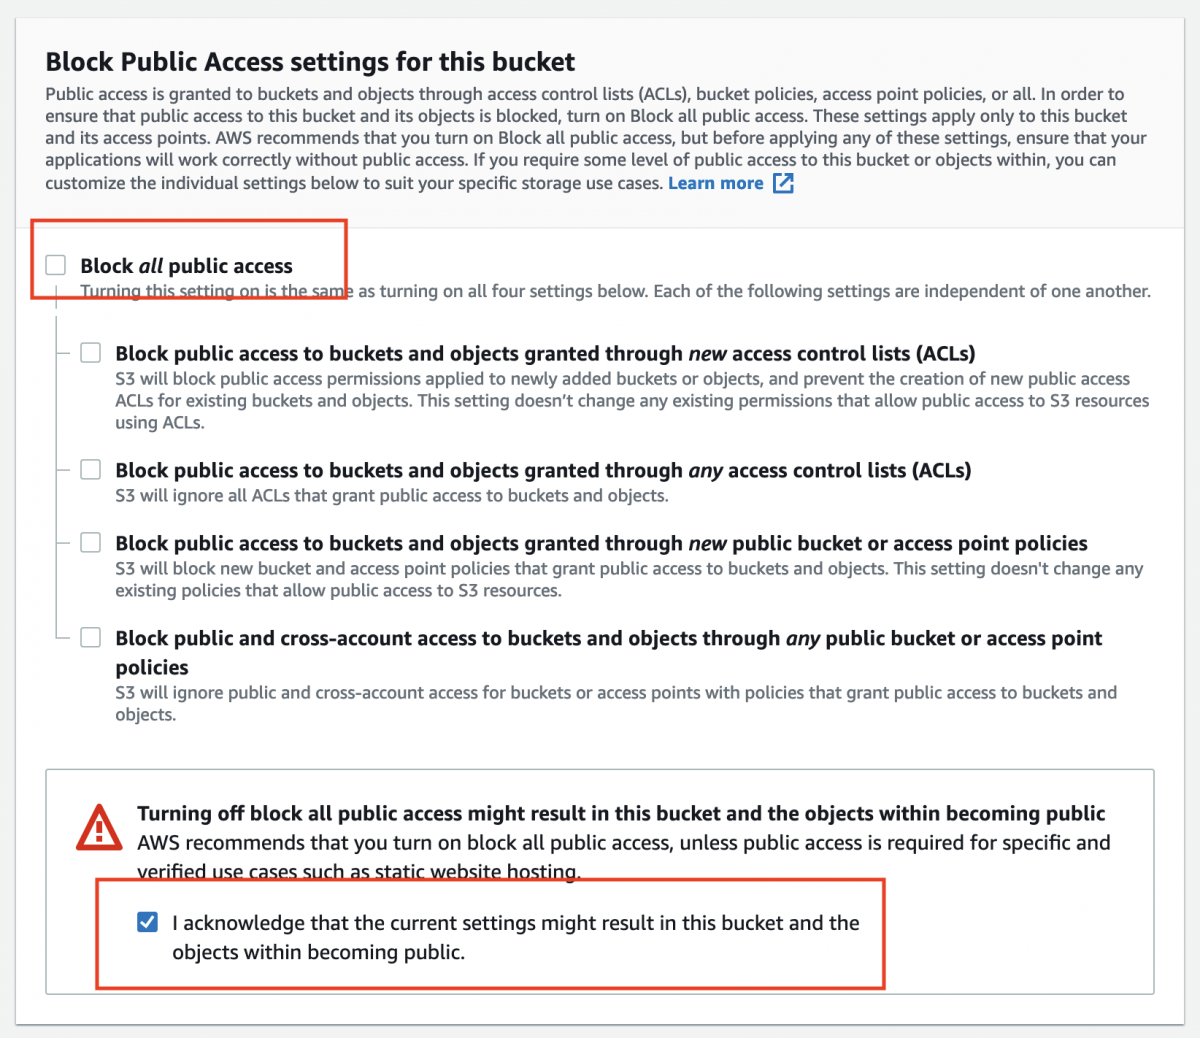 Block Public Access settings for this bucket
Public access is granted to buckets and objects through access control lists (ACLs), bucket policies, access point policies, or all. In order to
ensure that public access to this bucket and its objects is blocked, turn on Block all public access. These settings apply only to this bucket
and its access points. AWS recommends that you turn on Block all public access, but before applying any of these settings, ensure that your
applications will work correctly without public access. If you require some level of public access to this bucket or objects within, you can
customize the individual settings below to suit your specific storage use cases. Learn more
Block all public access
Turning this setting on is the same as turning on all four settings below. Each of the following settings are independent of one another.
Block public access to buckets and objects granted through new access control lists (ACLs)
S3 will block public access permissions applied to newly added buckets or objects, and prevent the creation of new public access
ACLs for existing buckets and objects. This setting doesn’t change any existing permissions that allow public access to S3 resources
using ACLs.
Block public access to buckets and objects granted through any access control lists (ACLs)
S3 will ignore all ACLs that grant public access to buckets and objects.
Block public access to buckets and objects granted through new public bucket or access point policies
S3 will block new bucket and access point policies that grant public access to buckets and objects. This setting doesn't change any
existing policies that allow public access to S3 resources.
Block public and cross-account access to buckets and objects through any public bucket or access point
policies
S3 will ignore public and cross-account access for buckets or access points with policies that grant public access to buckets and
objects.
Turning off block all public access might result in this bucket and the objects within becoming public
AWS recommends that you turn on block all public access, unless public access is required for specific and
verified use cases such as static website hosting.
I acknowledge that the current settings might result in this bucket and the
objects within becoming public.